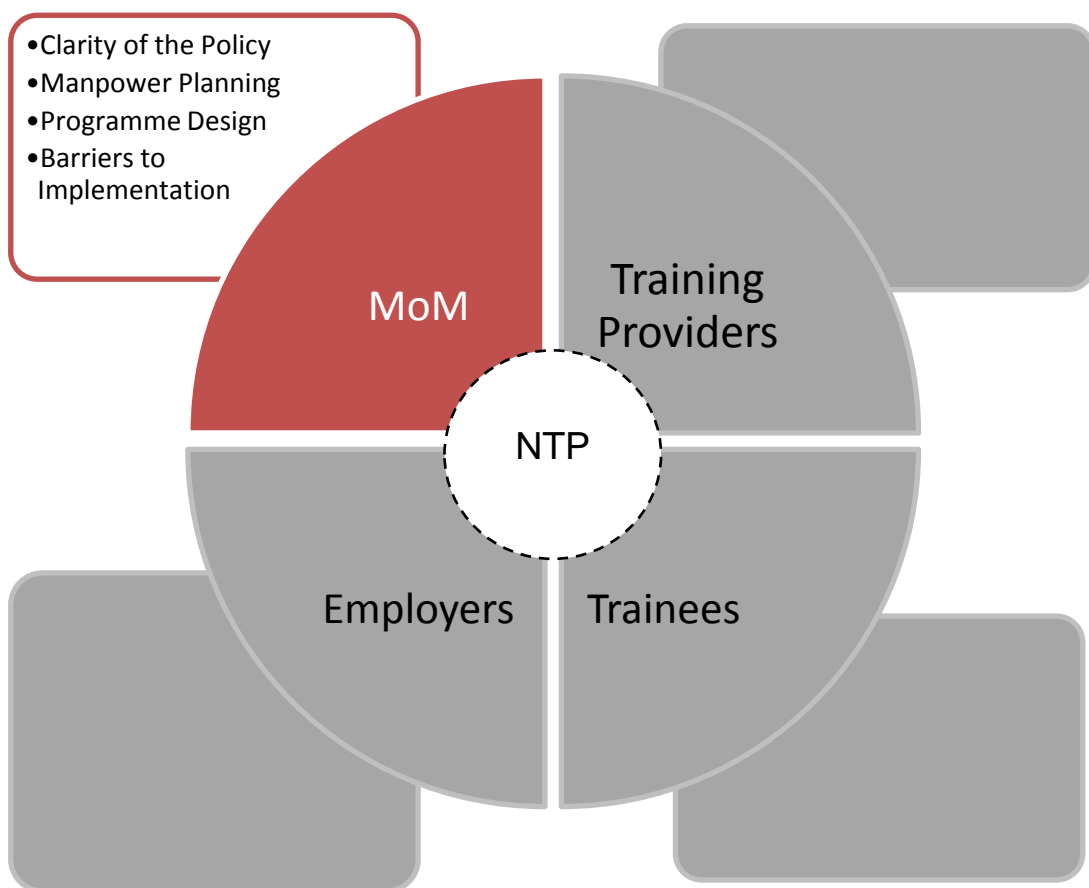 •Clarity of the Policy
•Manpower Planning
•Programme Design
•Barriers to
Implementation
MoM
Training
Providers
NTP
Employers
Trainees